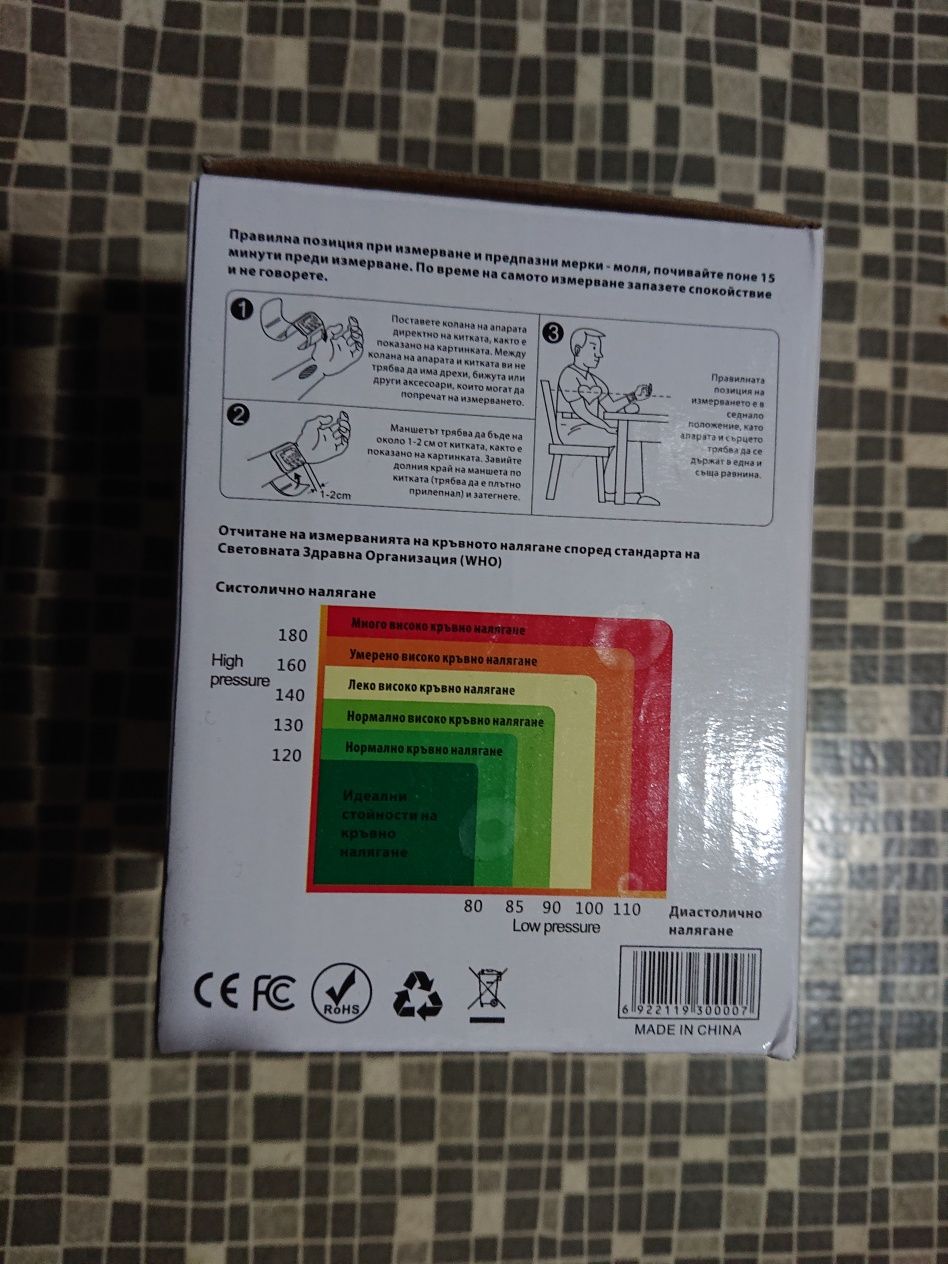 Правилна позиция при измерване и предпазни мерки - моля, почивайте поне 15
минути преди измерване. По време на самото измерване запазете спокойствие
и не говорете.
1
Поставете колана на апарата
директно на китката, както е
показано на картинката. Между
колана на апарата и китката ви не
трябва да има дрехи, бижута или
други аксесоари, които могат да
попречат на измерването.
2
Маншетът трябва да бъде на
около 1-2 см от китката, както е
показано на картинката. Завийте
долния край на маншета по
китката (трябва да е плътно
прилепнал) и затегнете.
1-2cm
3
Правилната
позиция на
измерването е в
седнало
положение, като
апарата и сърцето
трябва да се
държат в една и
съща равнина.
Отчитане на измерванията на кръвното налягане според стандарта на
Световната Здравна Организация (WHO)
Систолично налягане
High
pressure
180
160
140
130
120
Много високо кръвно налягане
Умерено високо кръвно налягане
Леко високо кръвно налягане
Нормално високо кръвно налягане
Нормално кръвно налягане
Идеални
стойности на
кръвно
налягане
80 85 90 100 110
Low pressure
Диастолично
налягане
CE FC RoHS
6 922119 300007
MADE IN CHINA